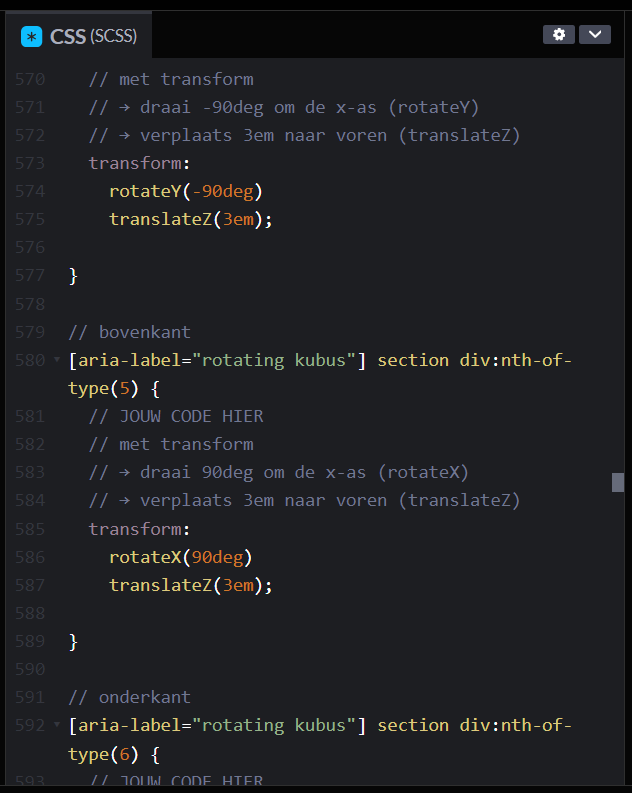 CSS (SCSS)
570 // met transform
571 // → draai -90deg om de x-as (rotateY)
572 // → verplaats 3em naar voren (translateZ)
573 transform:
574 rotateY(-90deg)
575 translateZ(3em);
576
577 }
578
579 // bovenkant
580 [aria-label="rotating kubus"] section div:nth-of-
type(5) {
581 // JOUW CODE HIER
582 // met transform
583 // → draai 90deg om de x-as (rotateX)
584 // → verplaats 3em naar voren (translateZ)
585 transform:
586 rotateX(90deg)
587 translateZ(3em);
588
589 }
590
591 // onderkant
592 [aria-label="rotating kubus"] section div:nth-of-
type(6) {
593 // JOUW CODE HIER